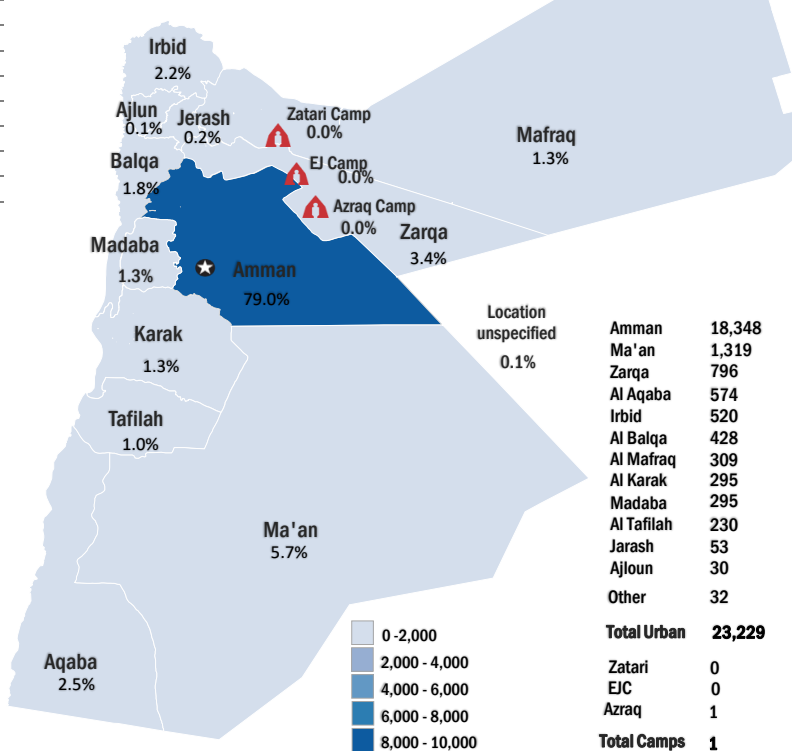 Irbid
2.2%
Ajlun
0.1%
Jerash
0.2%
Zatari Camp
0.0%
Mafraq
1.3%
Balqa
1.8%
EJ Camp
0.0%
Azraq Camp
0.0%
Zarqa
3.4%
Madaba
1.3%
Amman
79.0%
Karak
1.3%
Location
unspecified
0.1%
Tafilah
1.0%
Ma'an
5.7%
Aqaba
2.5%
0 -2,000
2,000 - 4,000
4,000 - 6,000
6,000 - 8,000
8,000 - 10,000
Amman 18,348
Ma'an 1,319
Zarqa 796
Al Aqaba 574
Irbid 520
Al Balqa 428
Al Mafraq 309
Al Karak 295
Madaba 295
Al Tafilah 230
Jarash 53
Ajloun 30
Other 32
Total Urban 23,229
Zatari 0
EJC 0
Azraq 1
Total Camps 1